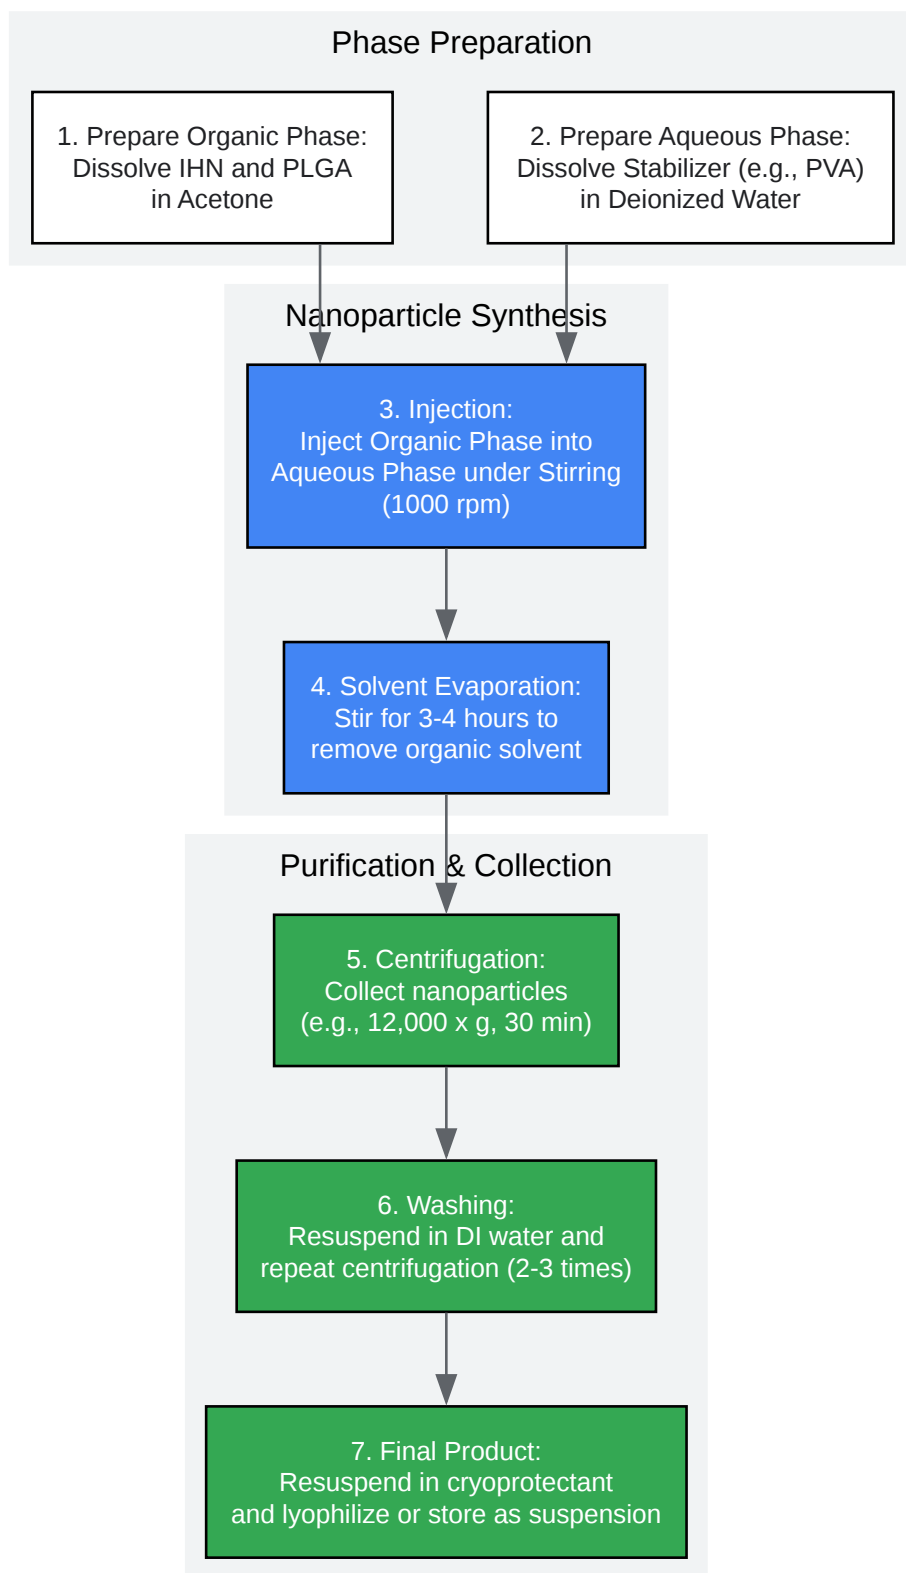 Phase Preparation
1. Prepare Organic Phase:
Dissolve IHN and PLGA
in Acetone
2. Prepare Aqueous Phase:
Dissolve Stabilizer (e.g., PVA)
in Deionized Water
Nanoparticle Synthesis
3. Injection:
Inject Organic Phase into
Aqueous Phase under Stirring
(1000 rpm)
4. Solvent Evaporation:
Stir for 3-4 hours to
remove organic solvent
Purification & Collection
5. Centrifugation:
Collect nanoparticles
(e.g., 12,000 x g, 30 min)
6. Washing:
Resuspend in DI water and
repeat centrifugation (2-3 times)
7. Final Product:
Resuspend in cryoprotectant
and lyophilize or store as suspension